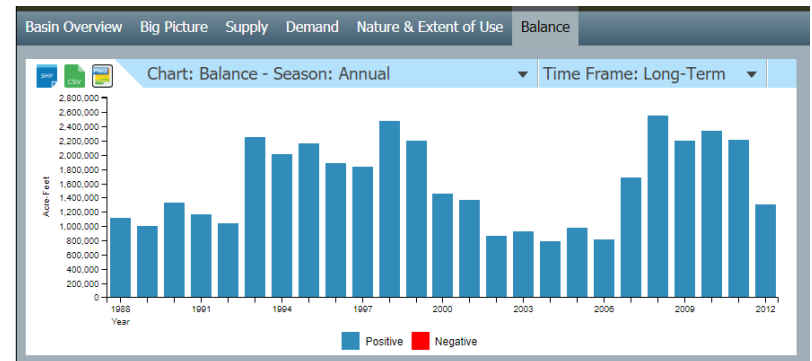 Basin Overview Big Picture Supply Demand Nature & Extent of Use Balance
SHP CSV PNG Chart: Balance - Season: Annual Time Frame: Long-Term
2,800,000
2,600,000
2,400,000
2,200,000
2,000,000
1,800,000
1,600,000
1,400,000
1,200,000
1,000,000
800,000
600,000
400,000
200,000
0
Acre-Feet
1988 1991 1994 1997 2000 2003 2006 2009 2012
Year
Positive Negative